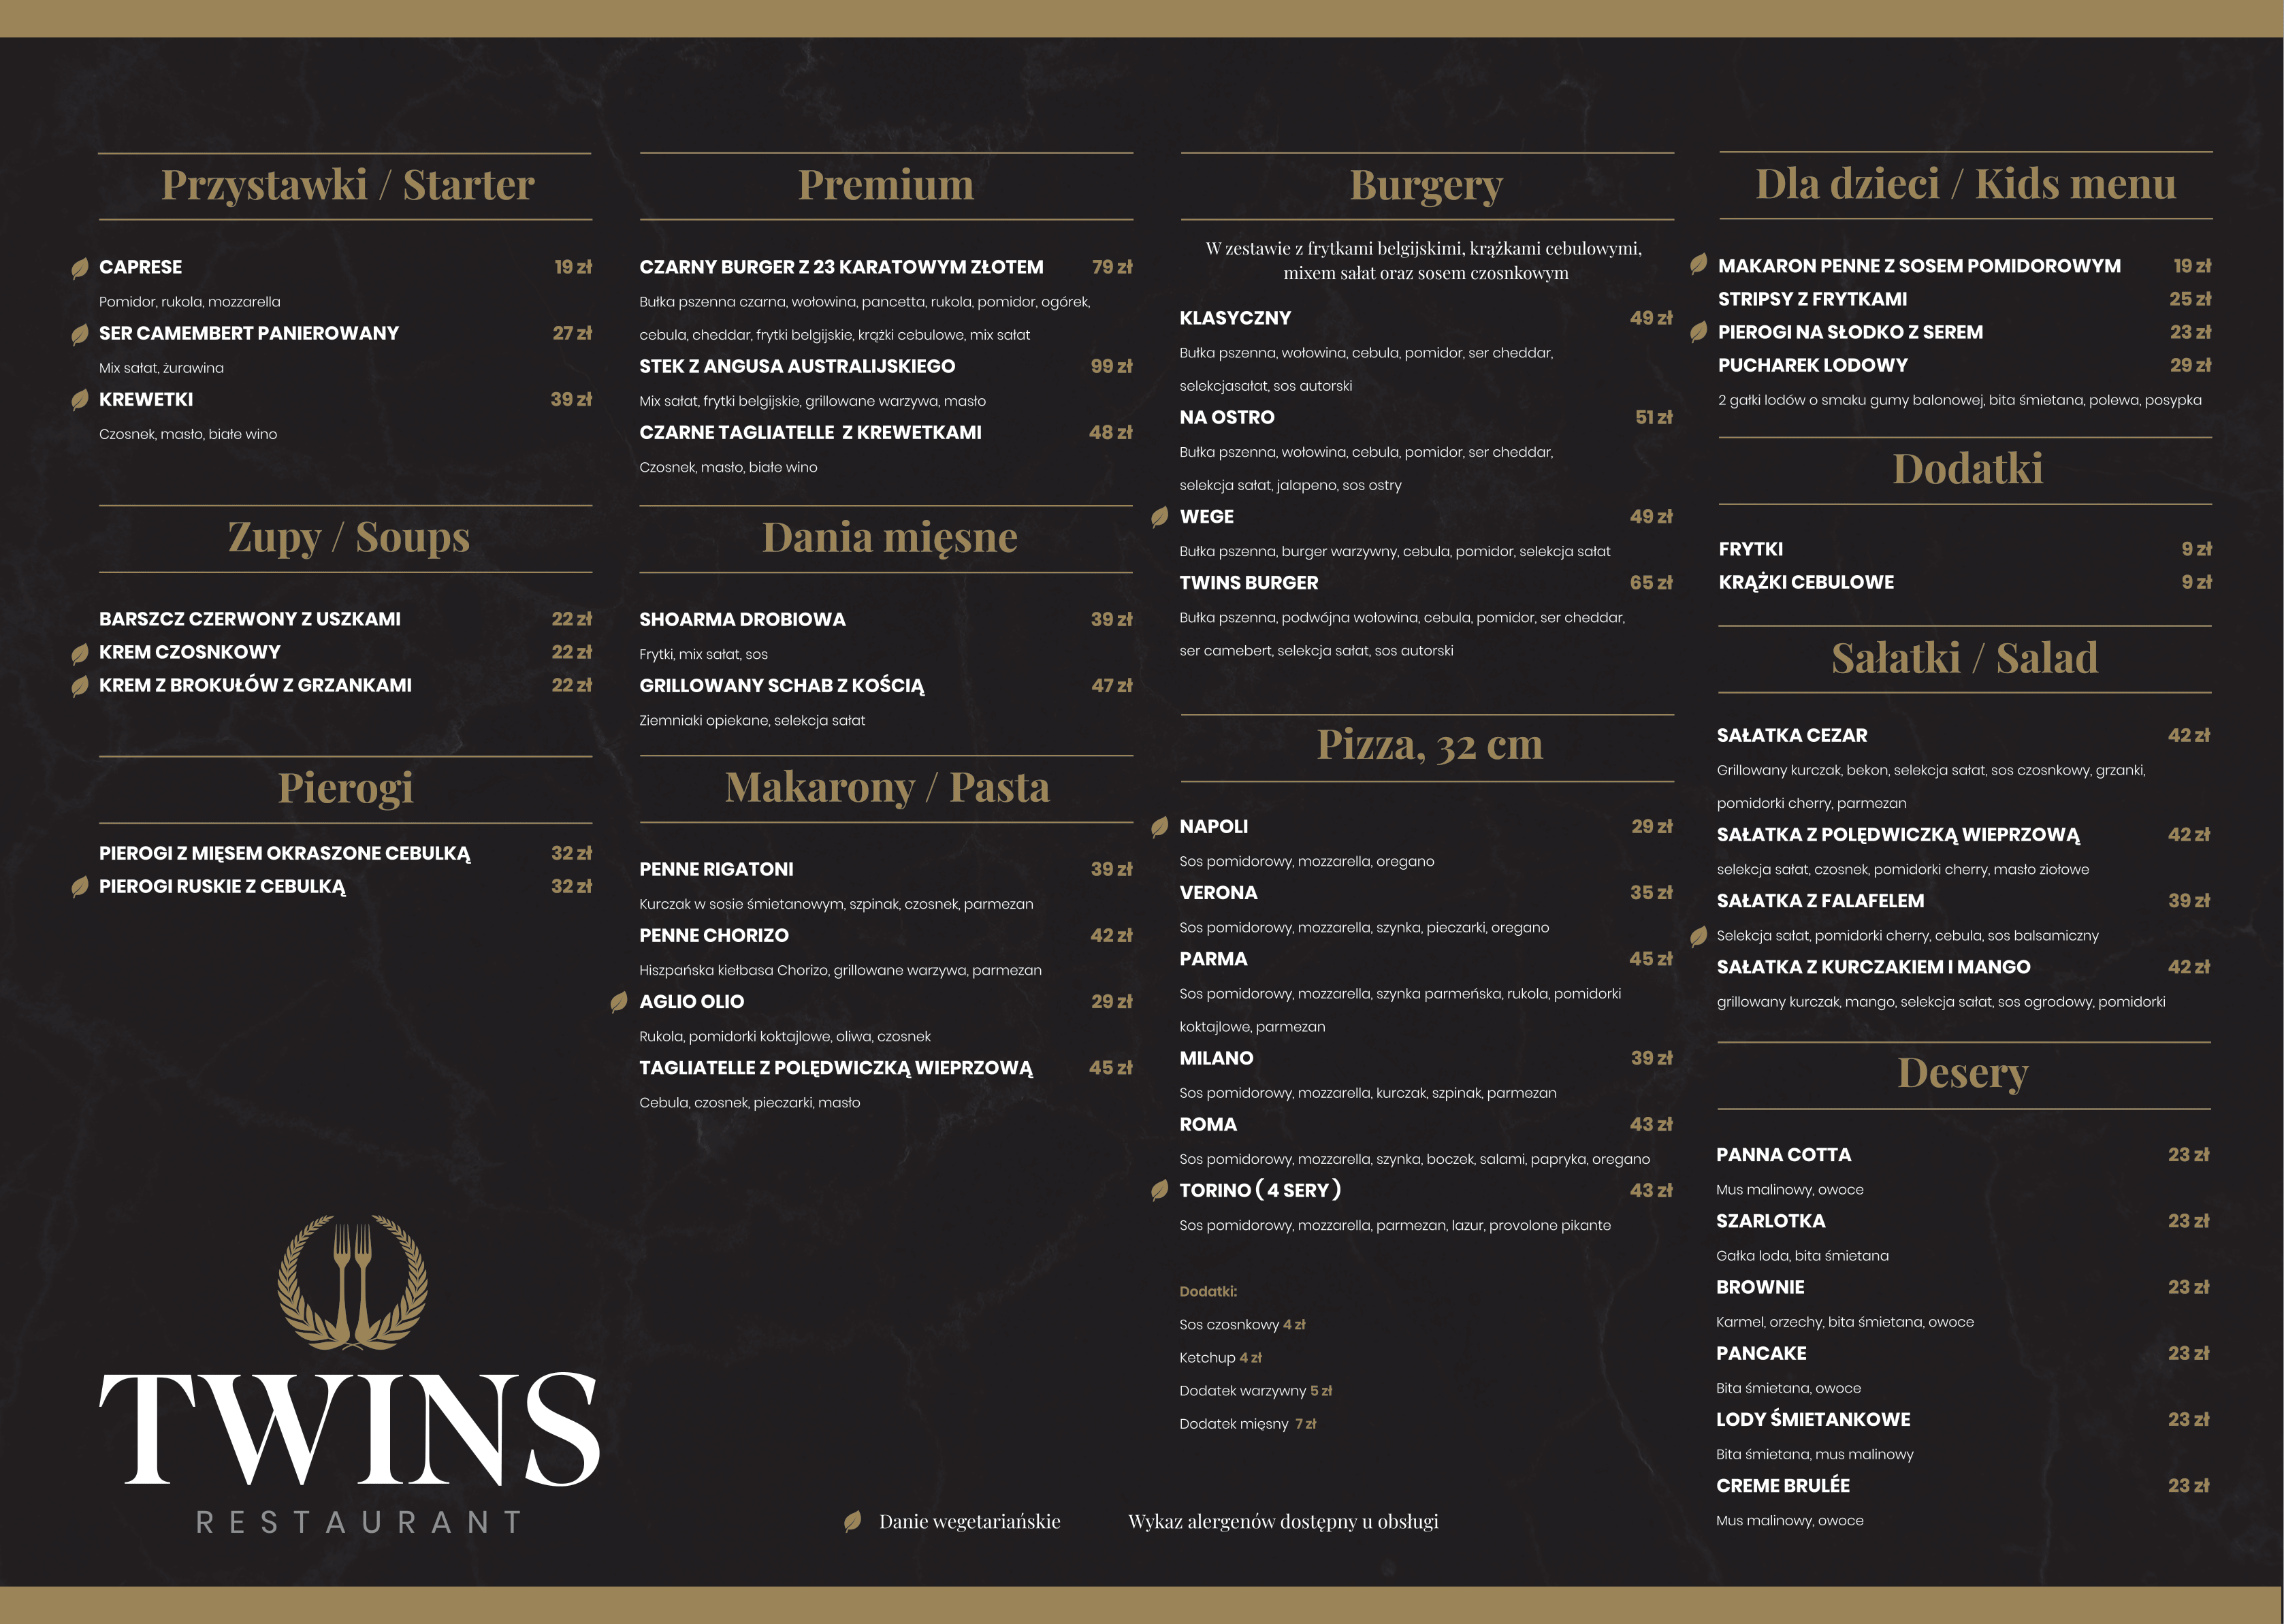 Przystawki / Starter
CAPRESE 19 zł
Pomidor, rukola, mozzarella
SER CAMEMBERT PANIEROWANY 27 zł
Mix sałat, żurawina
KREWETKI 39 zł
Czosnek, masło, białe wino
Zupy / Soups
BARSZCZ CZERWONY Z USZKAMI 22 zł
KREM CZOSNKOWY 22 zł
KREM Z BROKUŁÓW Z GRZANKAMI 22 zł
Pierogi
PIEROGI Z MIĘSEM OKRASZONE CEBULKĄ 32 zł
PIEROGI RUSKIE Z CEBULKĄ 32 zł
TWINS
RESTAURANT
Premium
CZARNY BURGER Z 23 KARATOWYM ZŁOTEM 79 zł
Bułka pszenna czarna, wołowina, pancetta, rukola, pomidor, ogórek,
cebula, cheddar, frytki belgijskie, krążki cebulowe, mix sałat
STEK Z ANGUSA AUSTRALIJSKIEGO 99 zł
Mix sałat, frytki belgijskie, grillowane warzywa, masło
CZARNE TAGLIATELLE Z KREWETKAMI 48 zł
Czosnek, masło, białe wino
Dania mięsne
SHOARMA DROBIOWA 39 zł
Frytki, mix sałat, sos
GRILLOWANY SCHAB Z KOŚCIĄ 47 zł
Ziemniaki opiekane, selekcja sałat
Makarony / Pasta
PENNE RIGATONI 39 zł
Kurczak w sosie śmietanowym, szpinak, czosnek, parmezan
PENNE CHORIZO 42 zł
Hiszpańska kiełbasa Chorizo, grillowane warzywa, parmezan
AGLIO OLIO 29 zł
Rukola, pomidorki koktajlowe, oliwa, czosnek
TAGLIATELLE Z POLĘDWICZKĄ WIEPRZOWĄ 45 zł
Cebula, czosnek, pieczarki, masło
Burgery
W zestawie z frytkami belgijskimi, krążkami cebulowymi,
mixem sałat oraz sosem czosnkowym
KLASYCZNY 49 zł
Bułka pszenna, wołowina, cebula, pomidor, ser cheddar,
selekcjasałat, sos autorski
NA OSTRO 51 zł
Bułka pszenna, wołowina, cebula, pomidor, ser cheddar,
selekcja sałat, jalapeno, sos ostry
WEGE 49 zł
Bułka pszenna, burger warzywny, cebula, pomidor, selekcja sałat
TWINS BURGER 65 zł
Bułka pszenna, podwójna wołowina, cebula, pomidor, ser cheddar,
ser camebert, selekcja sałat, sos autorski
Pizza, 32 cm
NAPOLI 29 zł
Sos pomidorowy, mozzarella, oregano
VERONA 35 zł
Sos pomidorowy, mozzarella, szynka, pieczarki, oregano
PARMA 45 zł
Sos pomidorowy, mozzarella, szynka parmeńska, rukola, pomidorki
koktajlowe, parmezan
MILANO 39 zł
Sos pomidorowy, mozzarella, kurczak, szpinak, parmezan
ROMA 43 zł
Sos pomidorowy, mozzarella, szynka, boczek, salami, papryka, oregano
TORINO ( 4 SERY ) 43 zł
Sos pomidorowy, mozzarella, parmezan, lazur, provolone pikante
Dodatki:
Sos czosnkowy 4 zł
Ketchup 4 zł
Dodatek warzywny 5 zł
Dodatek mięsny 7 zł
Dla dzieci / Kids menu
MAKARON PENNE Z SOSEM POMIDOROWYM 19 zł
STRIPSY Z FRYTKAMI 25 zł
PIEROGI NA SŁODKO Z SEREM 23 zł
PUCHAREK LODOWY 29 zł
2 gałki lodów o smaku gumy balonowej, bita śmietana, polewa, posypka
Dodatki
FRYTKI 9 zł
KRĄŻKI CEBULOWE 9 zł
Sałatki / Salad
SAŁATKA CEZAR 42 zł
Grillowany kurczak, bekon, selekcja sałat, sos czosnkowy, grzanki,
pomidorki cherry, parmezan
SAŁATKA Z POLĘDWICZKĄ WIEPRZOWĄ 42 zł
selekcja sałat, czosnek, pomidorki cherry, masło ziołowe
SAŁATKA Z FALAFELEM 39 zł
Selekcja sałat, pomidorki cherry, cebula, sos balsamiczny
SAŁATKA Z KURCZAKIEM I MANGO 42 zł
grillowany kurczak, mango, selekcja sałat, sos ogrodowy, pomidorki
Desery
PANNA COTTA 23 zł
Mus malinowy, owoce
SZARLOTKA 23 zł
Gałka loda, bita śmietana
BROWNIE 23 zł
Karmel, orzechy, bita śmietana, owoce
PANCAKE 23 zł
Bita śmietana, owoce
LODY ŚMIETANKOWE 23 zł
Bita śmietana, mus malinowy
CREME BRULÉE 23 zł
Mus malinowy, owoce
Danie wegetariańskie
Wykaz alergenów dostępny u obsługi